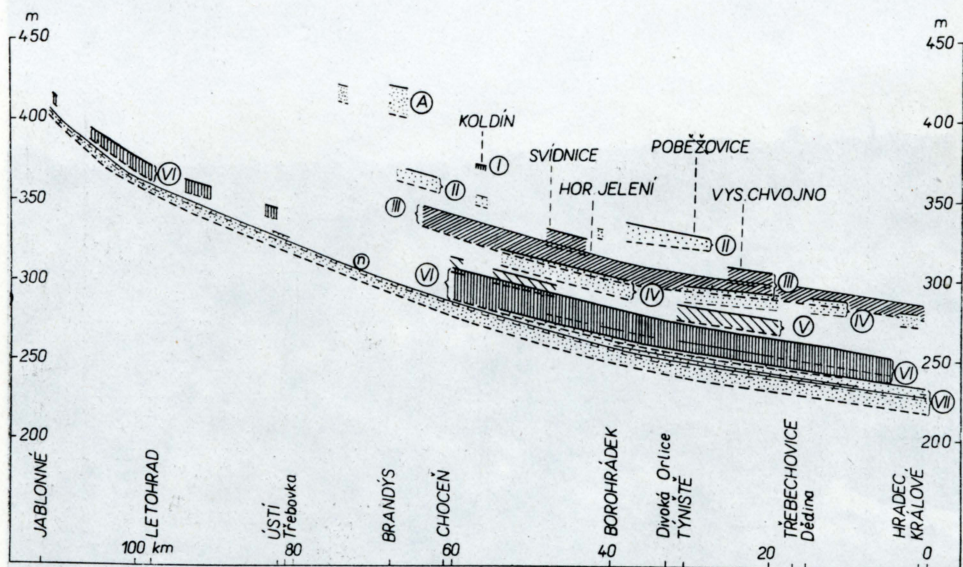 m
450
400
350
300
250
200
m
450
400
350
300
250
200
A
KOLDÍN
I
SVIDNICE
POBĚŽOVICE
HOR. JELENÍ
VYS. CHVOJNO
VI
II
III
II
n
VI
IV
III
IV
V
VI
VII
JABLONNÉ
LETOHRAD
ÚSTÍ
Třebovka
BRANDÝS
CHOCEŇ
BOROHRÁDEK
Divoká Orlice
TÝNIŠTĚ
TŘEBECHOVICE
Dědina
HRADEC
KRÁLOVÉ
100 km
80
60
40
20
0